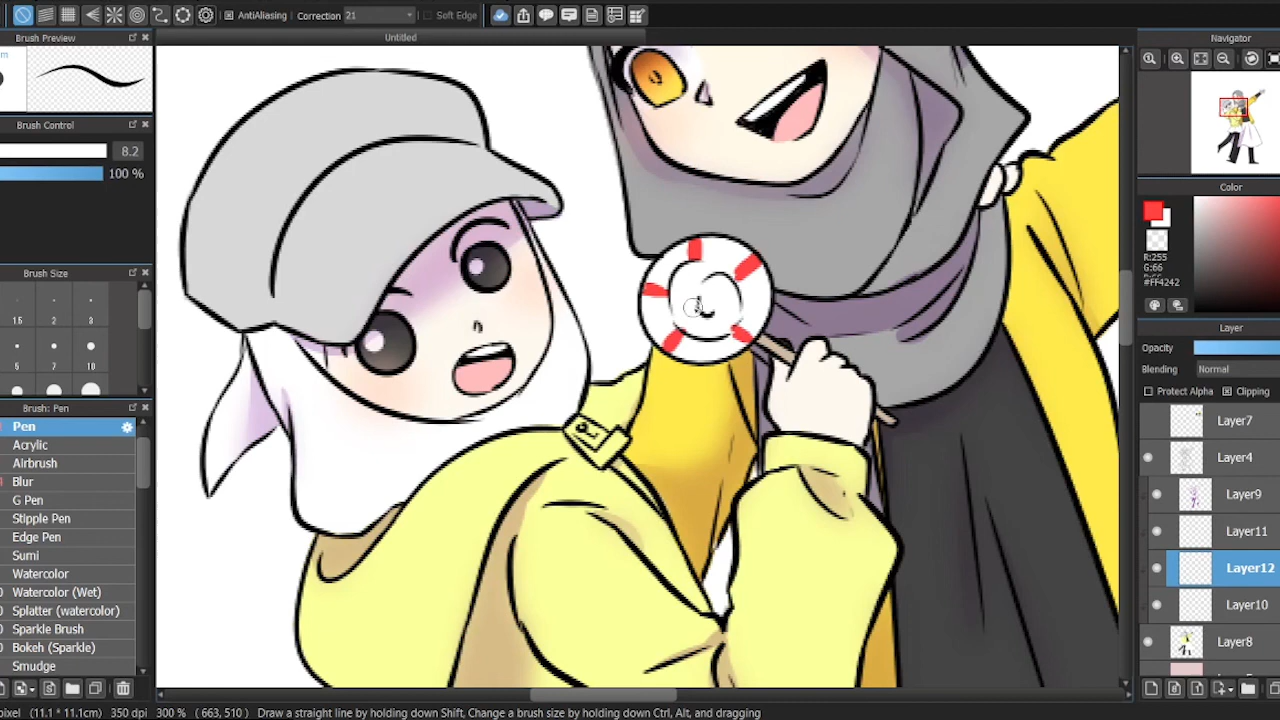 AntiAliasing Correction 21 Soft Edge
Brush Preview
Untitled
Navigator
Brush Control
8.2
100 %
Color
R:255
G:66
#FF4242
Brush Size
1.5 2 3
5 7 10
Layer
Opacity
Blending Normal
Protect Alpha Clipping
Brush: Pen
Pen
Acrylic
Airbrush
Blur
G Pen
Stipple Pen
Edge Pen
Sumi
Watercolor
Watercolor (Wet)
Splatter (watercolor)
Sparkle Brush
Bokeh (Sparkle)
Smudge
Layer7
Layer4
Layer9
Layer11
Layer12
Layer10
Layer8
pixel (11.1 * 11.1cm) 350 dpi 300 % ( 663, 510 ) Draw a straight line by holding down Shift, Change a brush size by holding down Ctrl, Alt, and dragging